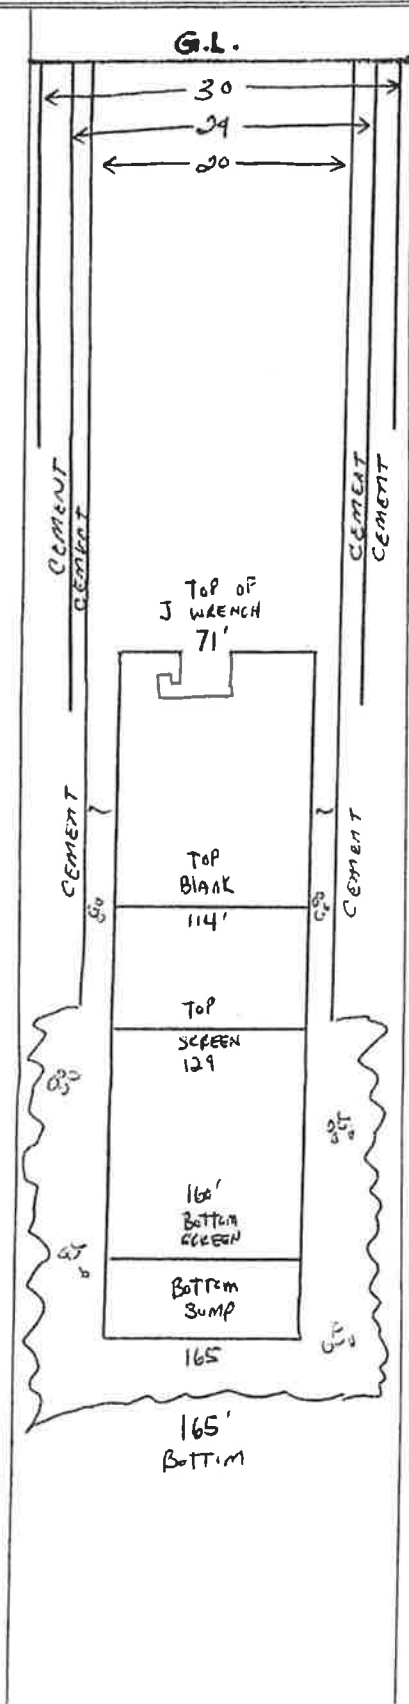 G.L.
30
24
20
CEMENT
CEMENT
CEMENT
CEMENT
TOP OF
J WRENCH
71'
CEMENT
CEMENT
TOP
BLANK
114'
TOP
SCREEN
129
160'
BOTTOM
SCREEN
BOTTOM
SUMP
165
165'
BOTTIM